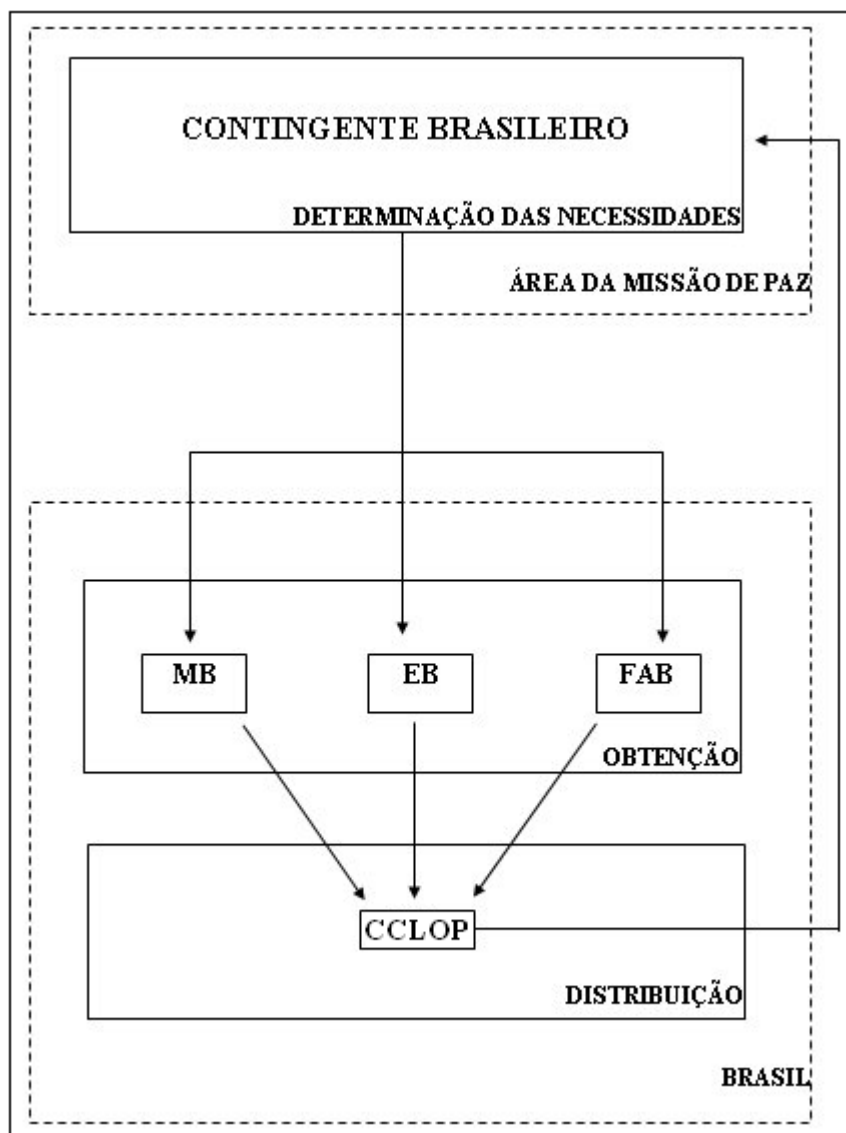 CONTINGENTE BRASILEIRO
DETERMINAÇÃO DAS NECESSIDADES
ÁREA DA MISSÃO DE PAZ
MB
EB
FAB
OBTENÇÃO
CCLOP
DISTRIBUIÇÃO
BRASIL